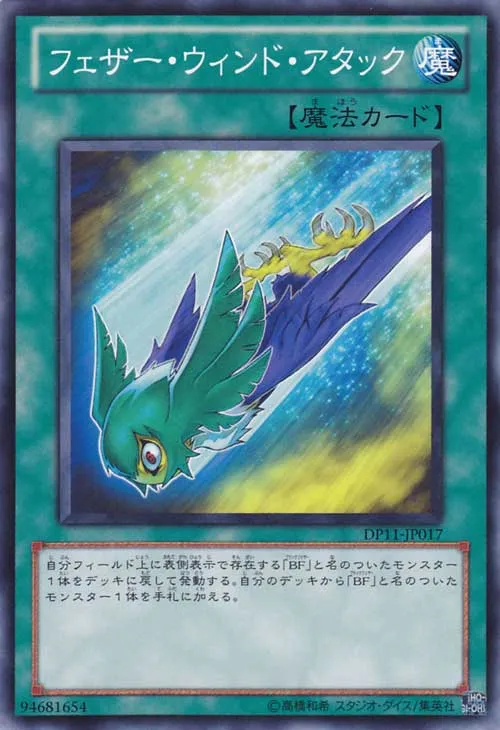 フェザー・ウィンド・アタック 魔
【魔法カード】
DP11-JP017
自分フィールド上に表側表示で存在する「BF」と名のついたモンスター
1体をデッキに戻して発動する。自分のデッキから「BF」と名のついた
モンスター1体を手札に加える。
94681654 ©高橋和希 スタジオ・ダイス/集英社